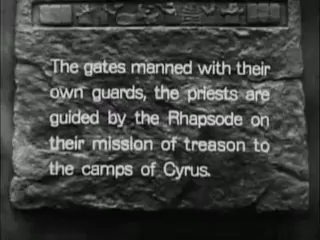 The gates manned with their
own guards, the priests are
guided by the Rhapsode on
their mission of treason to
the camps of Cyrus.